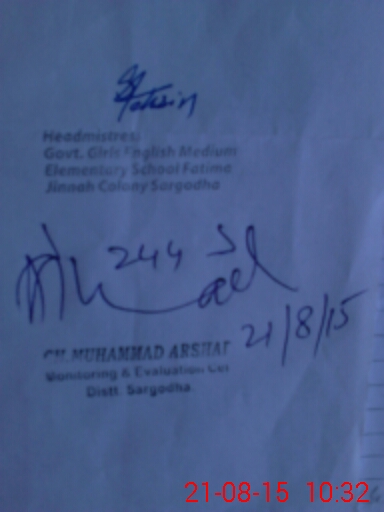 Headmistress
Govt. Girls English Medium
Elementary School Fatima
Jinnah Colony Sargodha
244
21/8/15
CH. MUHAMMAD ARSHAD
Monitoring & Evaluation Cel
Distt. Sargodha
21-08-15 10:32